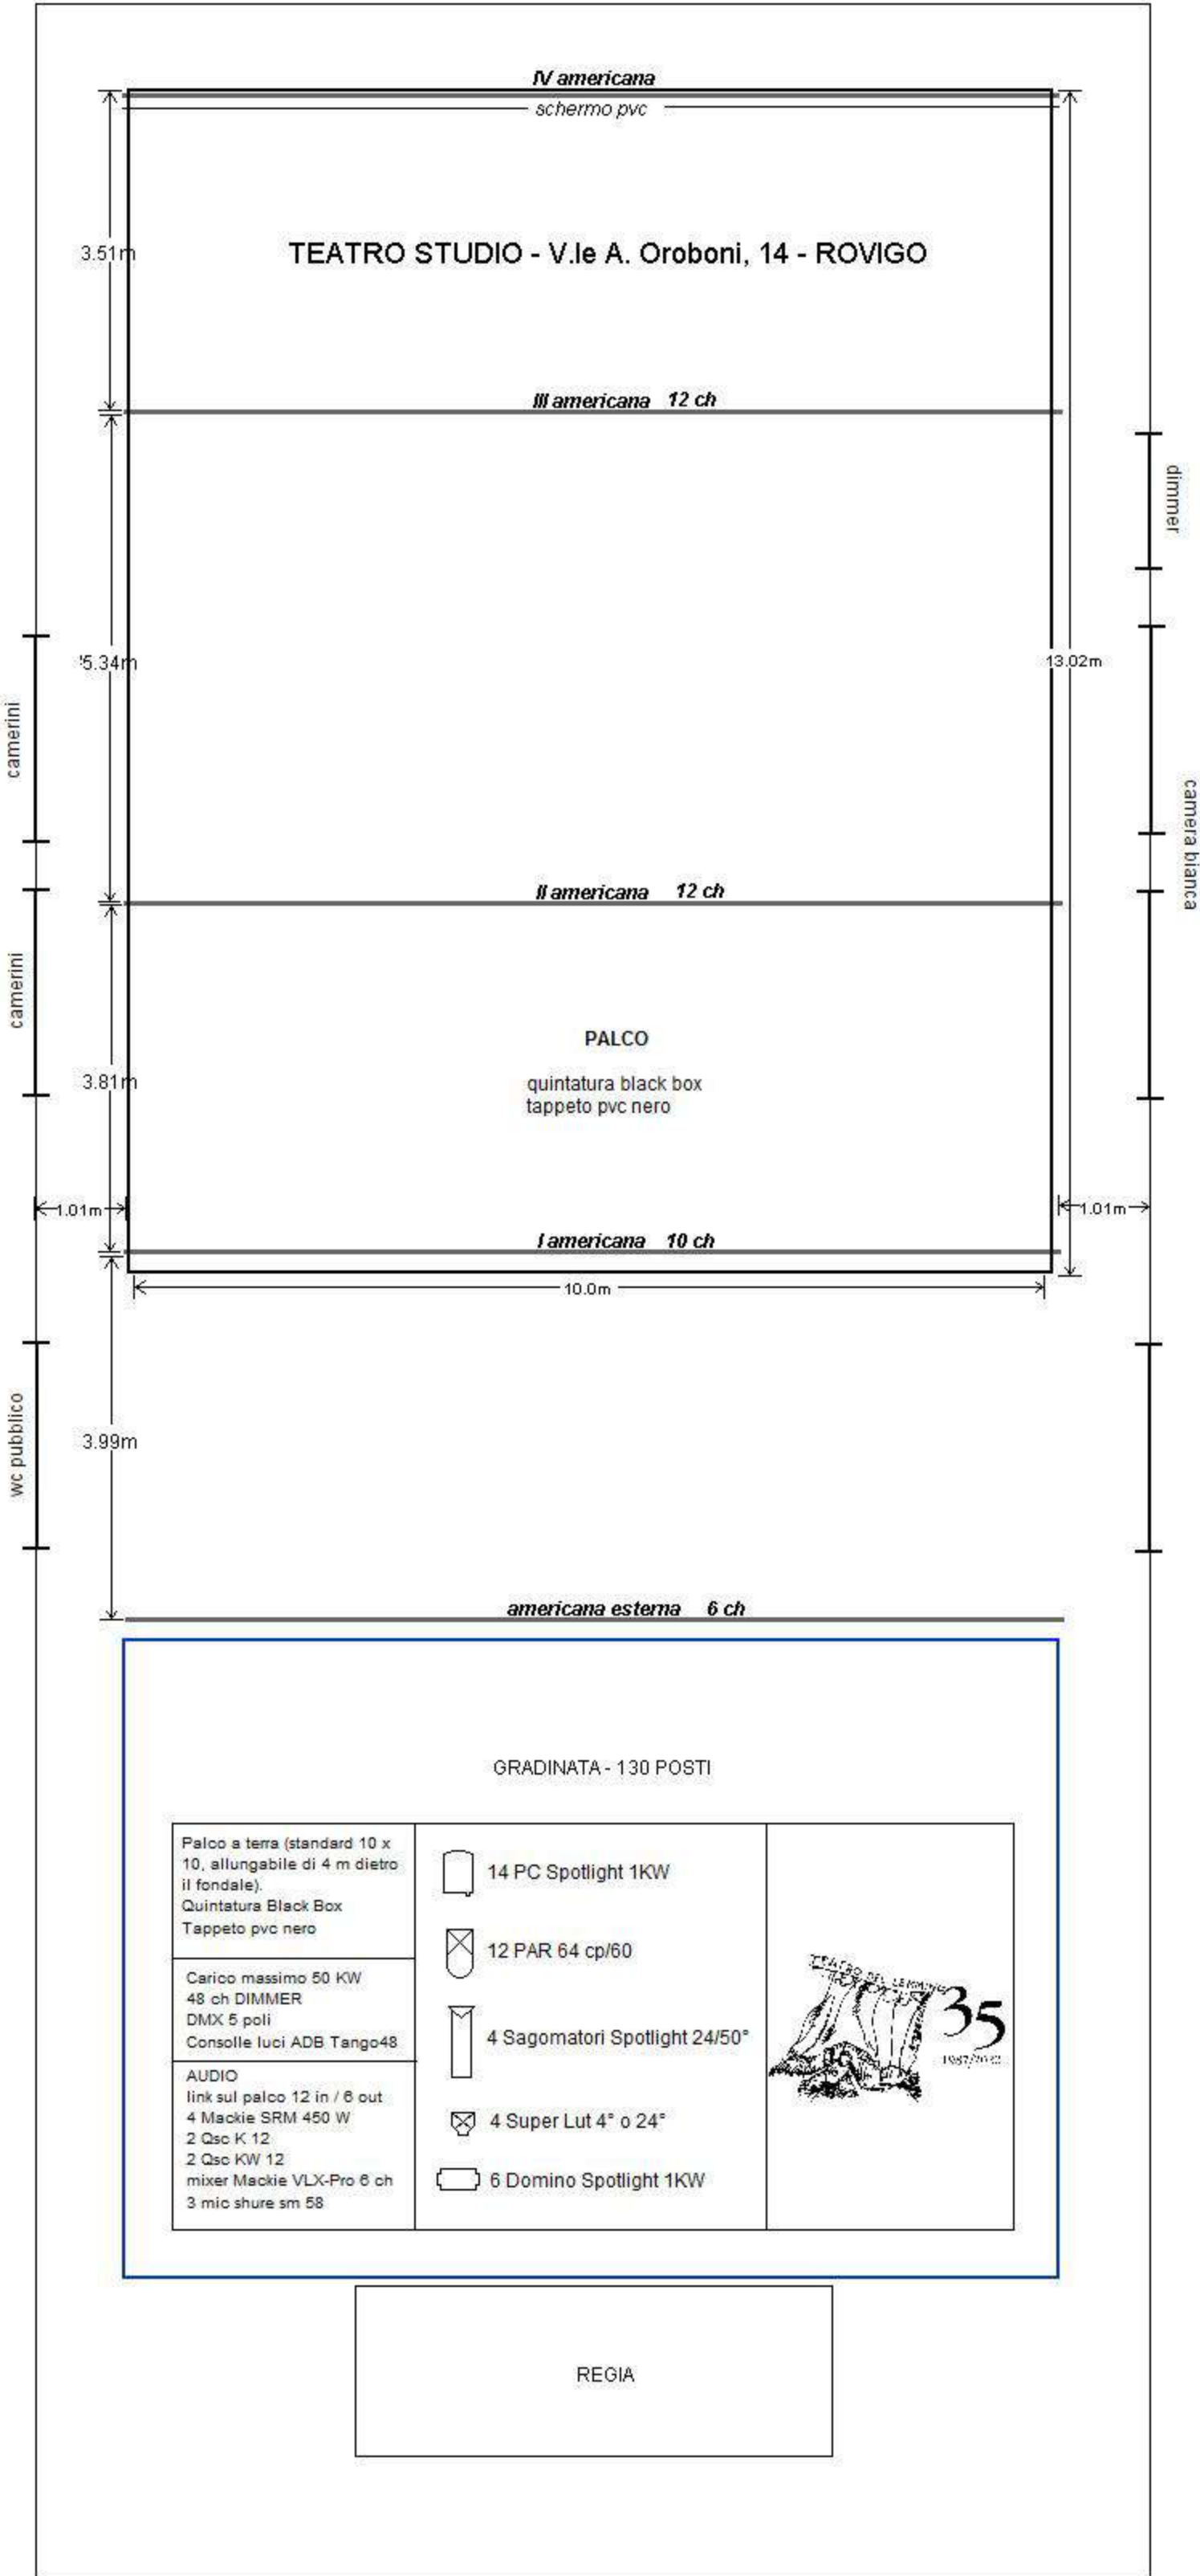 IV americana
schermo pvc
3.51m
TEATRO STUDIO - V.le A. Oroboni, 14 - ROVIGO
III americana 12 ch
dimmer
5.34m
13.02m
camerini
camera bianca
II americana 12 ch
camerini
PALCO
3.81m
quintatura black box
tappeto pvc nero
1.01m
1.01m
I americana 10 ch
10.0m
wc pubblico
3.99m
americana esterna 6 ch
GRADINATA - 130 POSTI
Palco a terra (standard 10 x
10, allungabile di 4 m dietro
il fondale).
Quintatura Black Box
Tappeto pvc nero
Carico massimo 50 KW
48 ch DIMMER
DMX 5 poli
Consolle luci ADB Tango48
AUDIO
link sul palco 12 in / 6 out
4 Mackie SRM 450 W
2 Qsc K 12
2 Qsc KW 12
mixer Mackie VLX-Pro 6 ch
3 mic shure sm 58
14 PC Spotlight 1KW
12 PAR 64 cp/60
4 Sagomatori Spotlight 24/50°
4 Super Lut 4° o 24°
6 Domino Spotlight 1KW
TEATRO DEL LEMMING
35
REGIA